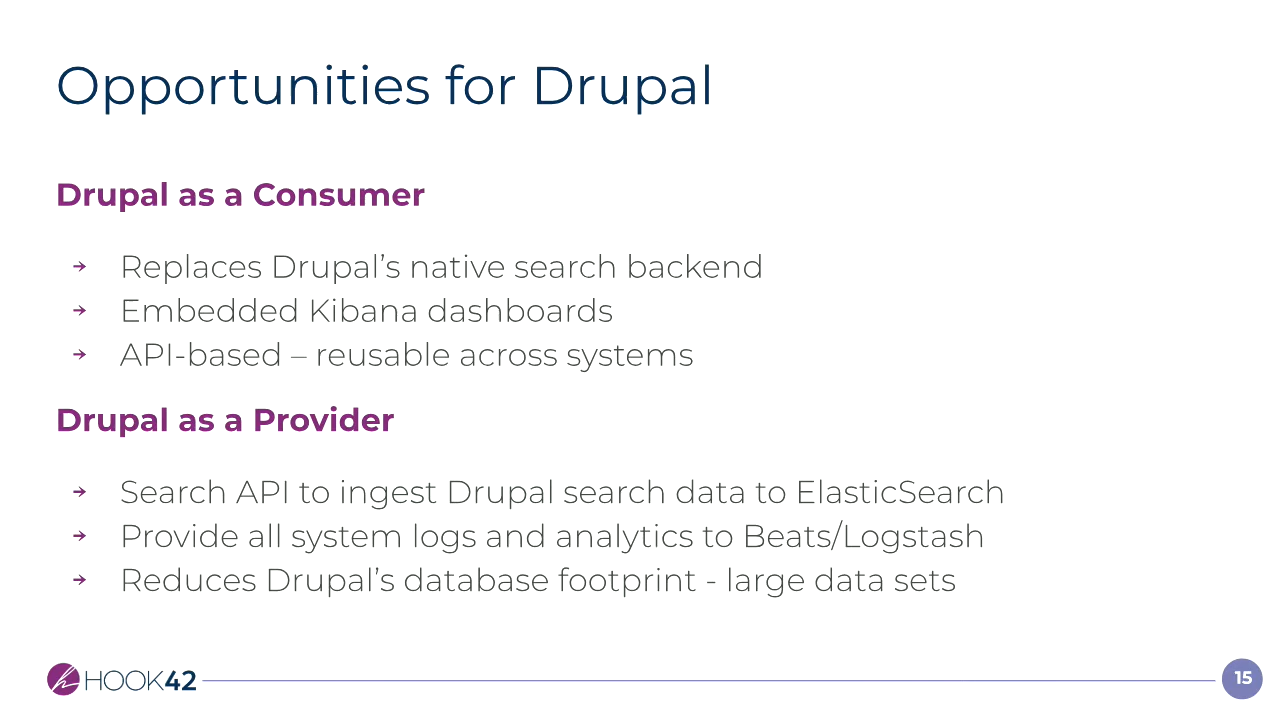 Opportunities for Drupal
Drupal as a Consumer
→ Replaces Drupal’s native search backend
→ Embedded Kibana dashboards
→ API-based – reusable across systems
Drupal as a Provider
→ Search API to ingest Drupal search data to ElasticSearch
→ Provide all system logs and analytics to Beats/Logstash
→ Reduces Drupal’s database footprint - large data sets
HOOK42
15